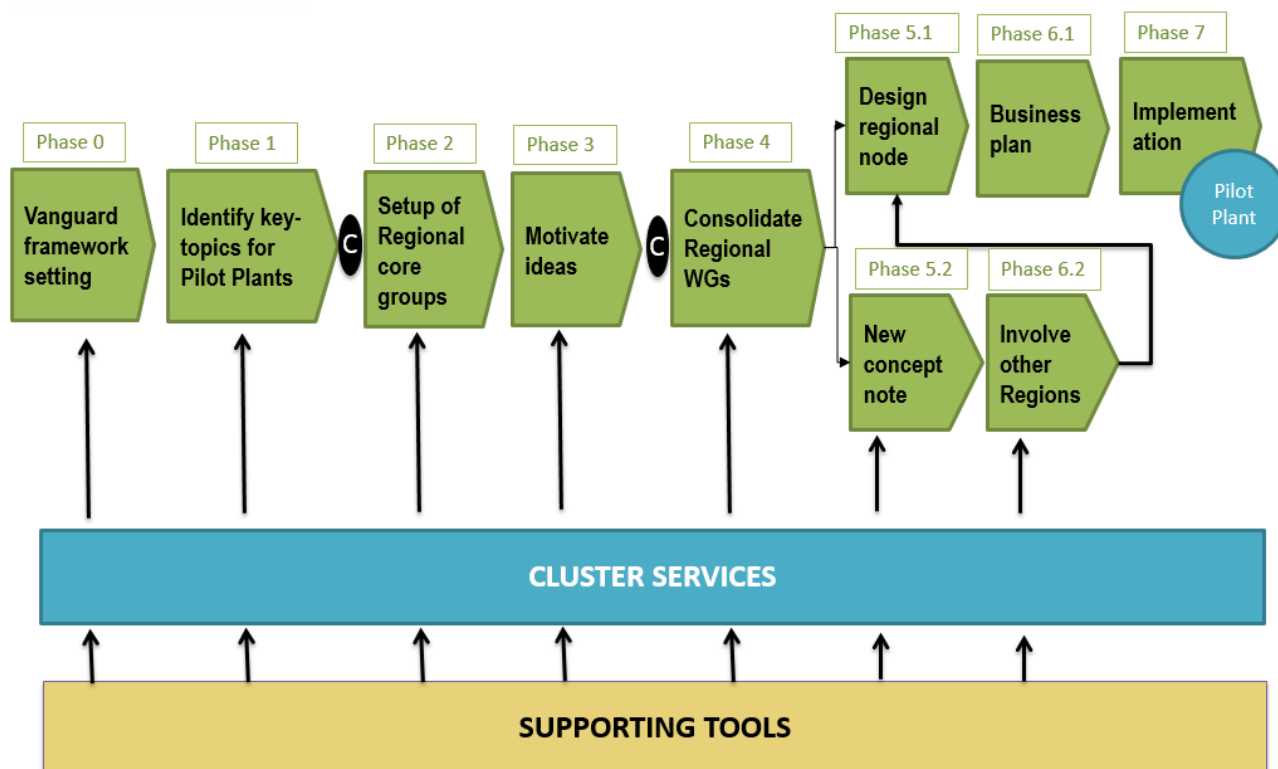 Phase 0
Vanguard
framework
setting
Phase 1
Identify key-
topics for
Pilot Plants
C
Phase 2
Setup of
Regional
core
groups
Phase 3
Motivate
ideas
C
Phase 4
Consolidate
Regional
WGs
Phase 5.1
Design
regional
node
Phase 6.1
Business
plan
Phase 7
Implement
ation
Pilot
Plant
Phase 5.2
New
concept
note
Phase 6.2
Involve
other
Regions
CLUSTER SERVICES
SUPPORTING TOOLS